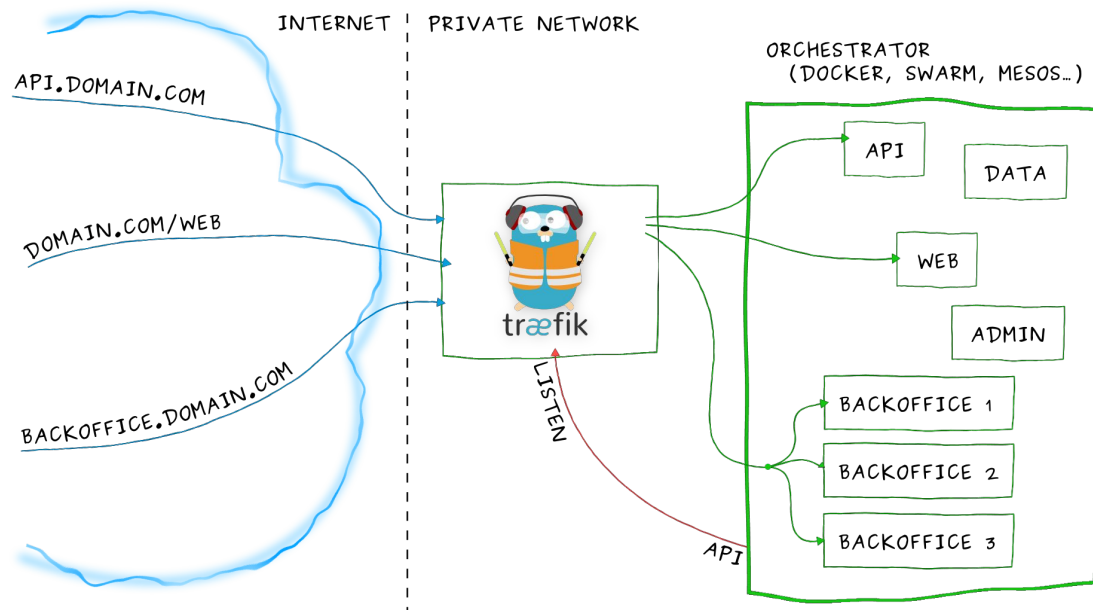 INTERNET
PRIVATE NETWORK
ORCHESTRATOR
(DOCKER, SWARM, MESOS...)
API.DOMAIN.COM
DOMAIN.COM/WEB
BACKOFFICE.DOMAIN.COM
træfik
LISTEN
API
API
DATA
WEB
ADMIN
BACKOFFICE 1
BACKOFFICE 2
BACKOFFICE 3